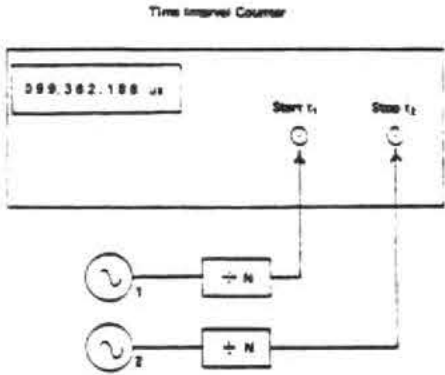 Time Interval Counter
099.362.188 us
Start t₁
Stop t₂
÷ N
1
÷ N
2